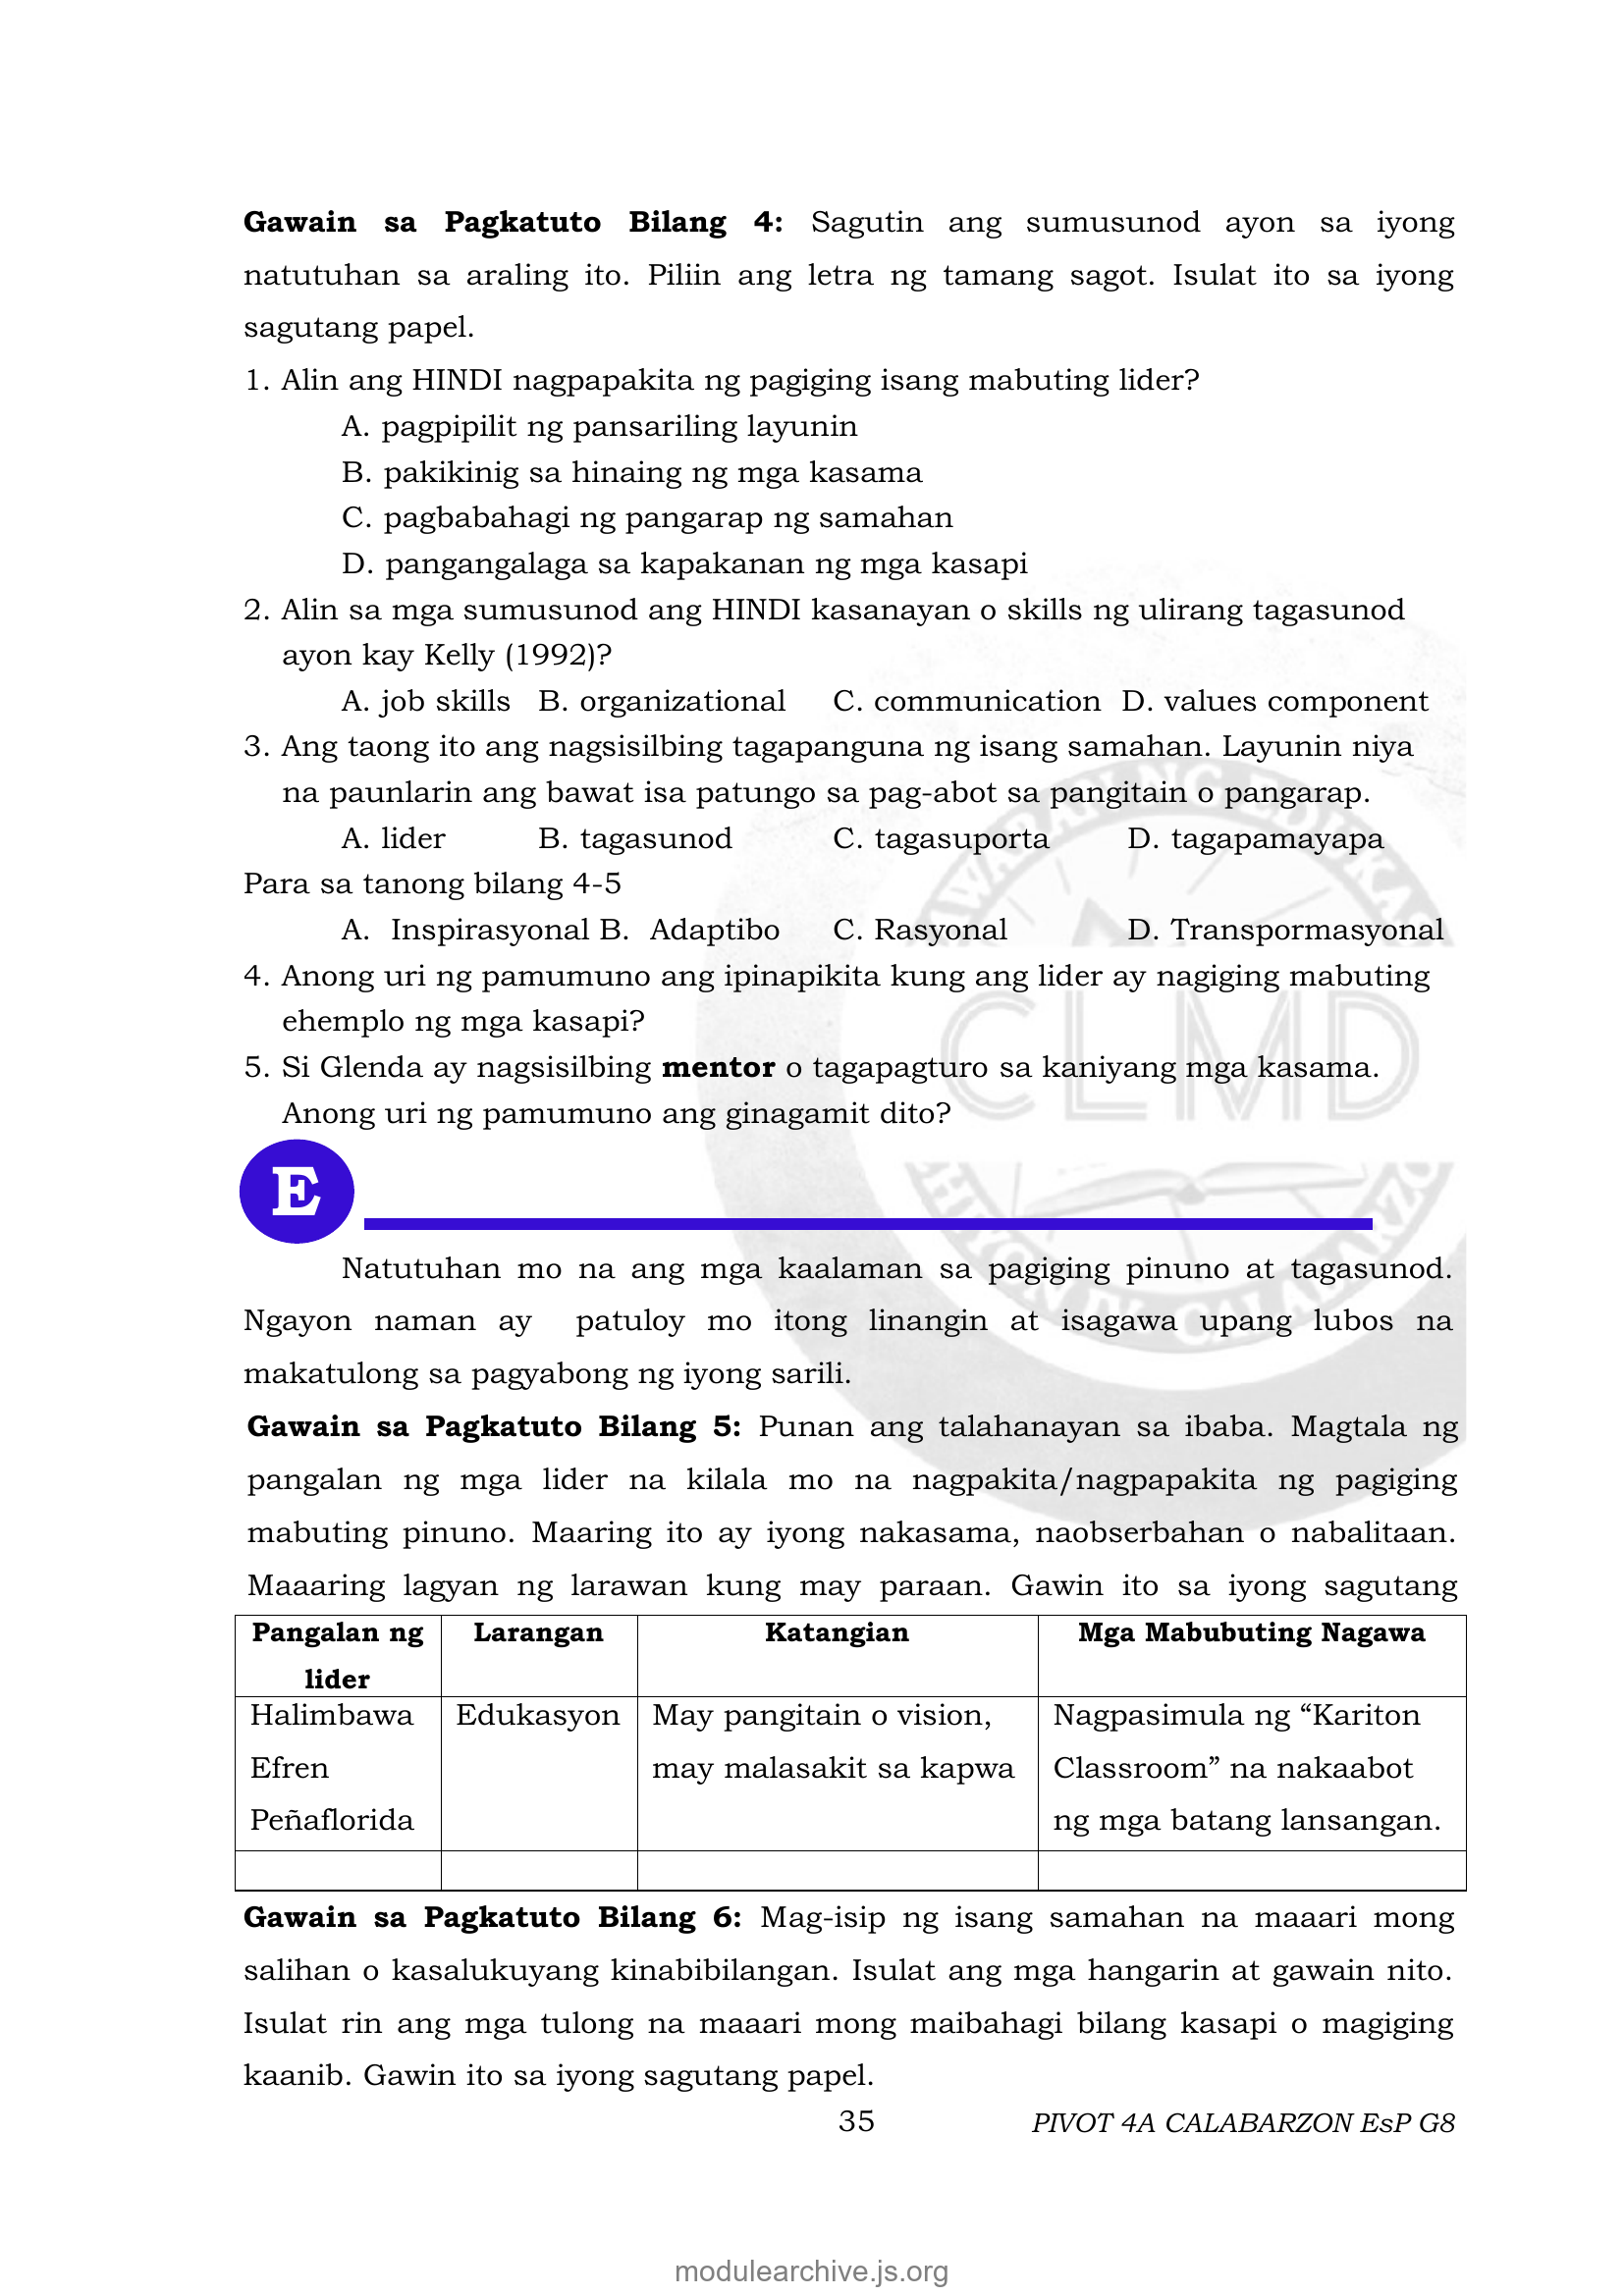 Gawain sa Pagkatuto Bilang 4: Sagutin ang sumusunod ayon sa iyong
natutuhan sa araling ito. Piliin ang letra ng tamang sagot. Isulat ito sa iyong
sagutang papel.
1. Alin ang HINDI nagpapakita ng pagiging isang mabuting lider?
A. pagpipilit ng pansariling layunin
B. pakikinig sa hinaing ng mga kasama
C. pagbabahagi ng pangarap ng samahan
D. pangangalaga sa kapakanan ng mga kasapi
2. Alin sa mga sumusunod ang HINDI kasanayan o skills ng ulirang tagasunod
ayon kay Kelly (1992)?
A. job skills B. organizational C. communication D. values component
3. Ang taong ito ang nagsisilbing tagapanguna ng isang samahan. Layunin niya
na paunlarin ang bawat isa patungo sa pag-abot sa pangitain o pangarap.
A. lider B. tagasunod C. tagasuporta D. tagapamayapa
Para sa tanong bilang 4-5
A. Inspirasyonal B. Adaptibo C. Rasyonal D. Transpormasyonal
4. Anong uri ng pamumuno ang ipinapikita kung ang lider ay nagiging mabuting
ehemplo ng mga kasapi?
5. Si Glenda ay nagsisilbing mentor o tagapagturo sa kaniyang mga kasama.
Anong uri ng pamumuno ang ginagamit dito?
CLMD
E
Natutuhan mo na ang mga kaalaman sa pagiging pinuno at tagasunod.
Ngayon naman ay patuloy mo itong linangin at isagawa upang lubos na
makatulong sa pagyabong ng iyong sarili.
Gawain sa Pagkatuto Bilang 5: Punan ang talahanayan sa ibaba. Magtala ng
pangalan ng mga lider na kilala mo na nagpakita/nagpapakita ng pagiging
mabuting pinuno. Maaring ito ay iyong nakasama, naobserbahan o nabalitaan.
Maaaring lagyan ng larawan kung may paraan. Gawin ito sa iyong sagutang
Pangalan ng Larangan Katangian Mga Mabubuting Nagawa
lider
Halimbawa Edukasyon May pangitain o vision, Nagpasimula ng “Kariton
Efren may malasakit sa kapwa Classroom” na nakaabot
Peñaflorida ng mga batang lansangan.
Gawain sa Pagkatuto Bilang 6: Mag-isip ng isang samahan na maaari mong
salihan o kasalukuyang kinabibilangan. Isulat ang mga hangarin at gawain nito.
Isulat rin ang mga tulong na maaari mong maibahagi bilang kasapi o magiging
kaanib. Gawin ito sa iyong sagutang papel.
35 PIVOT 4A CALABARZON EsP G8
modulearchive.js.org